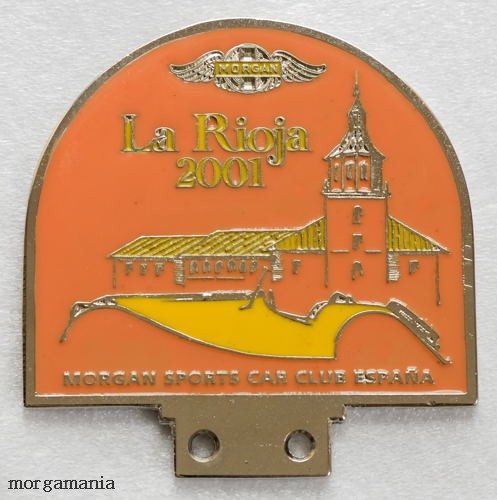 MORGAN
La Rioja
2001
MORGAN SPORTS CAR CLUB ESPAÑA
morgamania